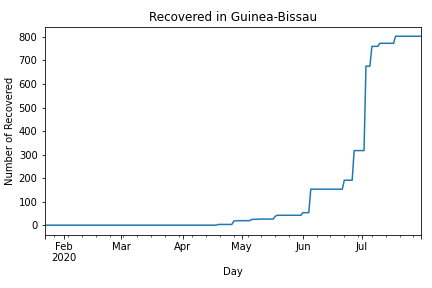 Recovered in Guinea-Bissau
Number of Recovered
800
700
600
500
400
300
200
100
0
Feb Mar Apr May Jun Jul
2020
Day